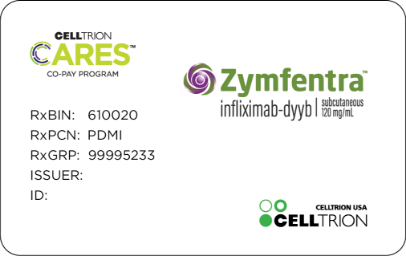 CELLTRION
CARES™
CO-PAY PROGRAM
Zymfentra™
infliximab-dyyb | subcutaneous 120 mg/mL
RxBIN: 610020
RxPCN: PDMI
RxGRP: 99995233
ISSUER:
ID:
CELLTRION USA
CELLTRION